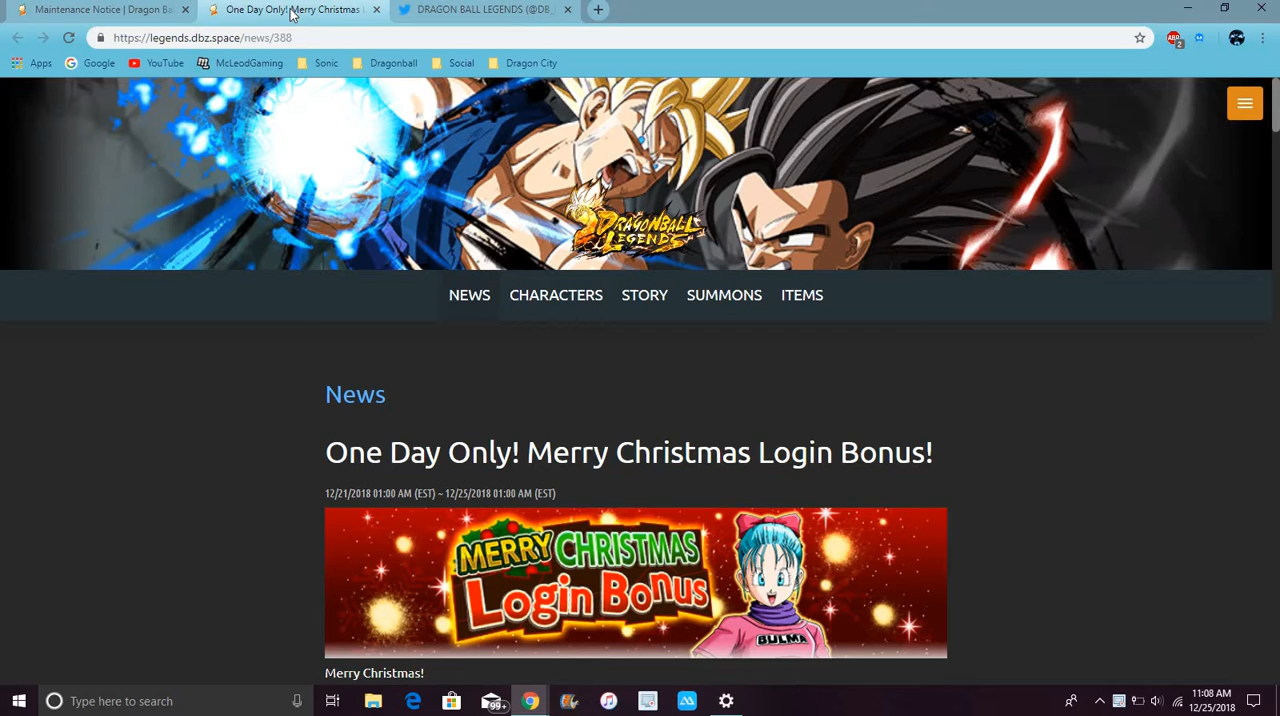 Maintenance Notice | Dragon Ba
One Day Only! Merry Christmas
DRAGON BALL LEGENDS (@DB_
https://legends.dbz.space/news/388
ABP
2
Apps
Google
YouTube
McLeodGaming
Sonic
Dragonball
Social
Dragon City
DRAGONBALL
LEGENDS
NEWS
CHARACTERS
STORY
SUMMONS
ITEMS
News
One Day Only! Merry Christmas Login Bonus!
12/21/2018 01:00 AM (EST) ~ 12/25/2018 01:00 AM (EST)
MERRY CHRISTMAS
Login Bonus
BULMA
Merry Christmas!
Type here to search
99+
11:08 AM
12/25/2018